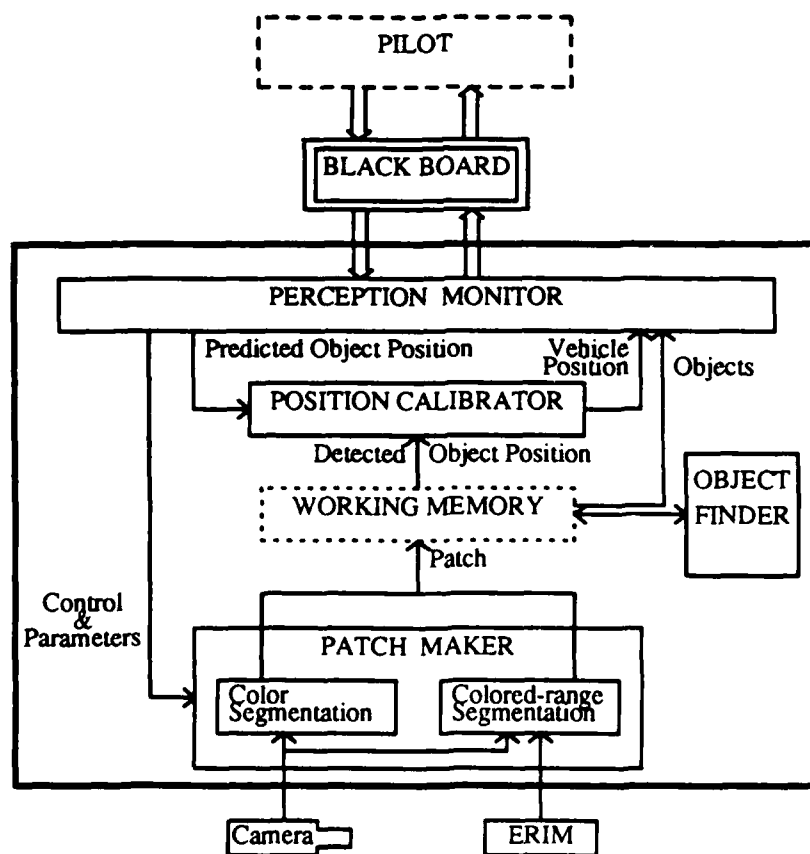 PILOT
BLACK BOARD
PERCEPTION MONITOR
Predicted Object Position
Vehicle
Position
Objects
POSITION CALIBRATOR
Detected Object Position
WORKING MEMORY
OBJECT
FINDER
Patch
Control
&
Parameters
PATCH MAKER
Color
Segmentation
Colored-range
Segmentation
Camera
ERIM